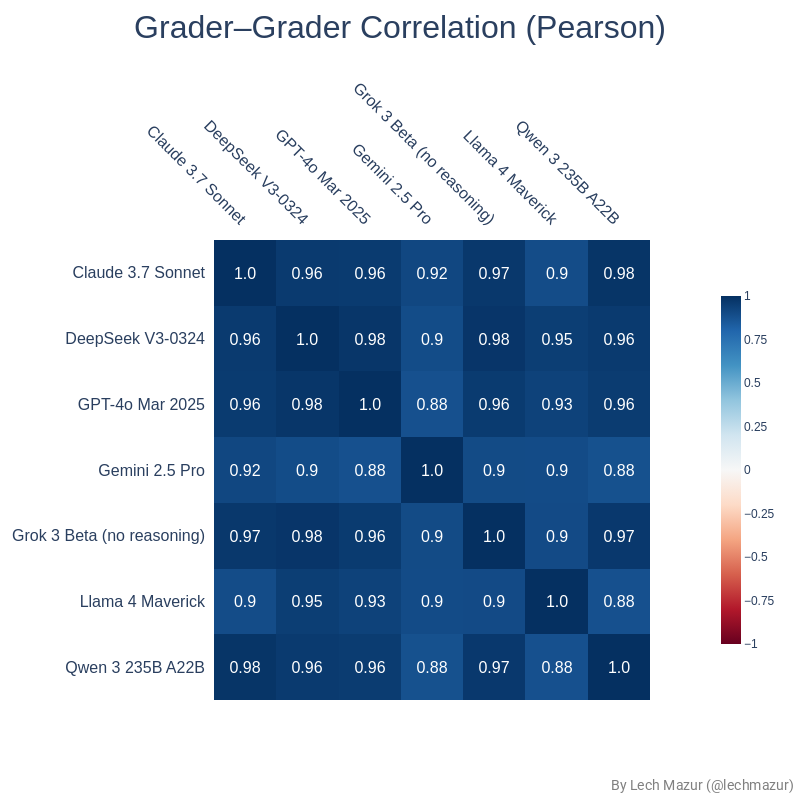 Grader–Grader Correlation (Pearson)
Claude 3.7 Sonnet
DeepSeek V3-0324
GPT-4o Mar 2025
Gemini 2.5 Pro
Grok 3 Beta (no reasoning)
Llama 4 Maverick
Qwen 3 235B A22B
Claude 3.7 Sonnet 1.0 0.96 0.96 0.92 0.97 0.9 0.98
DeepSeek V3-0324 0.96 1.0 0.98 0.9 0.98 0.95 0.96
GPT-4o Mar 2025 0.96 0.98 1.0 0.88 0.96 0.93 0.96
Gemini 2.5 Pro 0.92 0.9 0.88 1.0 0.9 0.9 0.88
Grok 3 Beta (no reasoning) 0.97 0.98 0.96 0.9 1.0 0.9 0.97
Llama 4 Maverick 0.9 0.95 0.93 0.9 0.9 1.0 0.88
Qwen 3 235B A22B 0.98 0.96 0.96 0.88 0.97 0.88 1.0
1
0.75
0.5
0.25
0
−0.25
−0.5
−0.75
−1
By Lech Mazur (@lechmazur)